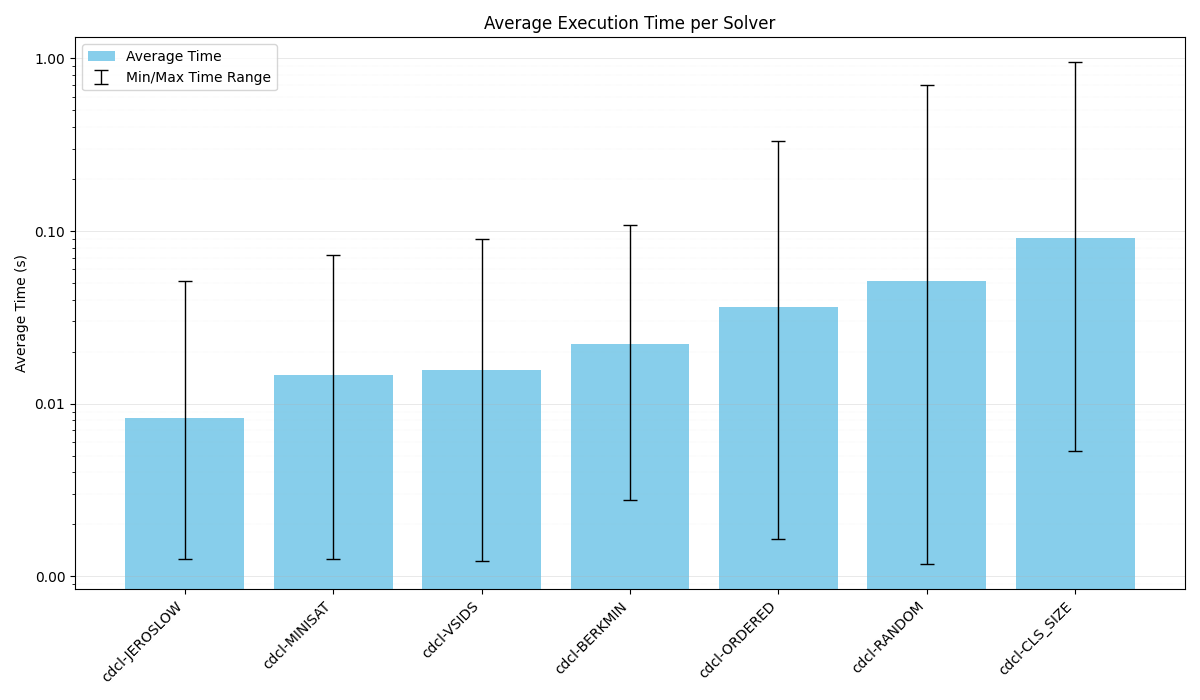 Average Execution Time per Solver
Average Time
Min/Max Time Range
Average Time (s)
1.00
0.10
0.01
0.00
cdcl-JEROSLOW
cdcl-MINISAT
cdcl-VSIDS
cdcl-BERKMIN
cdcl-ORDERED
cdcl-RANDOM
cdcl-CLS_SIZE